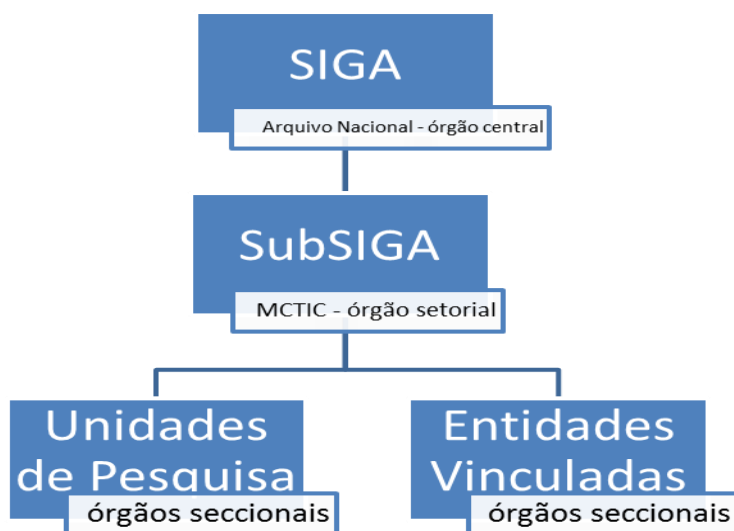 SIGA
Arquivo Nacional - órgão central
SubSIGA
MCTIC - órgão setorial
Unidades
de Pesquisa
órgãos seccionais
Entidades
Vinculadas
órgãos seccionais